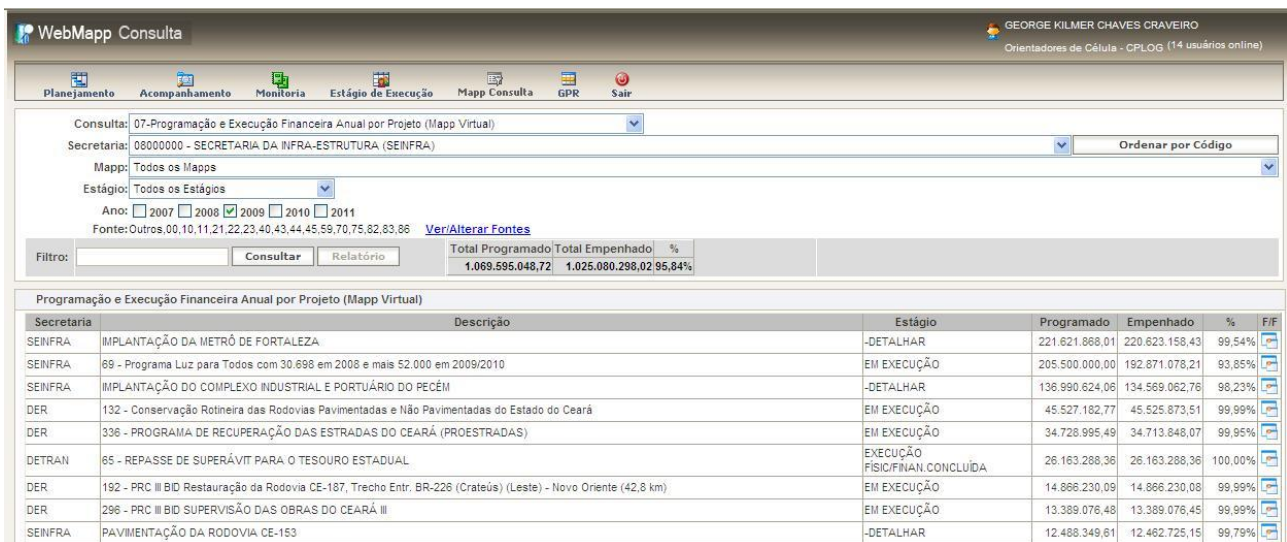 WebMapp Consulta
GEORGE KILMER CHAVES CRAVEIRO
Orientadores de Célula - CPLOG (14 usuários online)
Planejamento Acompanhamento Monitoria Estágio de Execução Mapp Consulta GPR Sair
Consulta: 07-Programação e Execução Financeira Anual por Projeto (Mapp Virtual)
Secretaria: 08000000 - SECRETARIA DA INFRA-ESTRUTURA (SEINFRA) Ordenar por Código
Mapp: Todos os Mapps
Estágio: Todos os Estágios
Ano: 2007 2008 2009 2010 2011
Fonte: Outros,00,10,11,21,22,23,40,43,44,45,59,70,75,82,83,86 Ver/Alterar Fontes
Filtro: Consultar Relatório Total Programado Total Empenhado %
1.069.595.048,72 1.025.080.298,02 95,84%
Programação e Execução Financeira Anual por Projeto (Mapp Virtual)
Secretaria Descrição Estágio Programado Empenhado % F/F
SEINFRA IMPLANTAÇÃO DA METRÔ DE FORTALEZA -DETALHAR 221.621.868,01 220.623.158,43 99,54%
SEINFRA 69 - Programa Luz para Todos com 30.698 em 2008 e mais 52.000 em 2009/2010 EM EXECUÇÃO 205.500.000,00 192.871.078,21 93,85%
SEINFRA IMPLANTAÇÃO DO COMPLEXO INDUSTRIAL E PORTUÁRIO DO PECÉM -DETALHAR 136.990.624,06 134.569.062,76 98,23%
DER 132 - Conservação Rotineira das Rodovias Pavimentadas e Não Pavimentadas do Estado do Ceará EM EXECUÇÃO 45.527.182,77 45.525.873,51 99,99%
DER 336 - PROGRAMA DE RECUPERAÇÃO DAS ESTRADAS DO CEARÁ (PROESTRADAS) EM EXECUÇÃO 34.728.995,49 34.713.848,07 99,95%
DETRAN 65 - REPASSE DE SUPERÁVIT PARA O TESOURO ESTADUAL EXECUÇÃO FÍSIC/FINAN.CONCLUÍDA 26.163.288,36 26.163.288,36 100,00%
DER 192 - PRC III BID Restauração da Rodovia CE-187, Trecho Entr. BR-226 (Crateús) (Leste) - Novo Oriente (42,8 km) EM EXECUÇÃO 14.866.230,09 14.866.230,08 99,99%
DER 296 - PRC III BID SUPERVISÃO DAS OBRAS DO CEARÁ III EM EXECUÇÃO 13.389.076,48 13.389.076,45 99,99%
SEINFRA PAVIMENTAÇÃO DA RODOVIA CE-153 -DETALHAR 12.488.349,61 12.462.725,15 99,79%